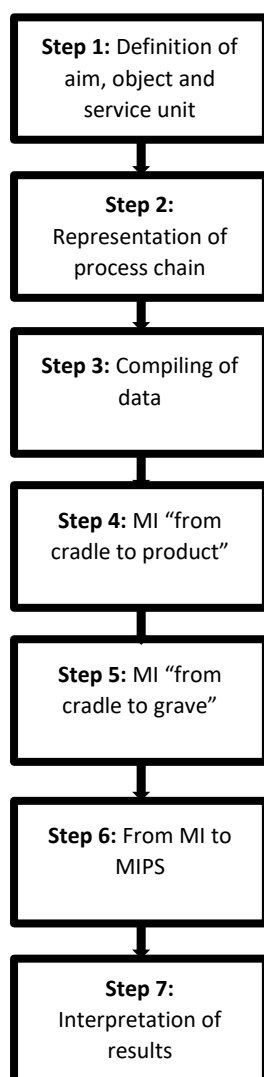 Step 1: Definition of
aim, object and
service unit
Step 2:
Representation of
process chain
Step 3: Compiling of
data
Step 4: MI “from
cradle to product”
Step 5: MI “from
cradle to grave”
Step 6: From MI to
MIPS
Step 7:
Interpretation of
results